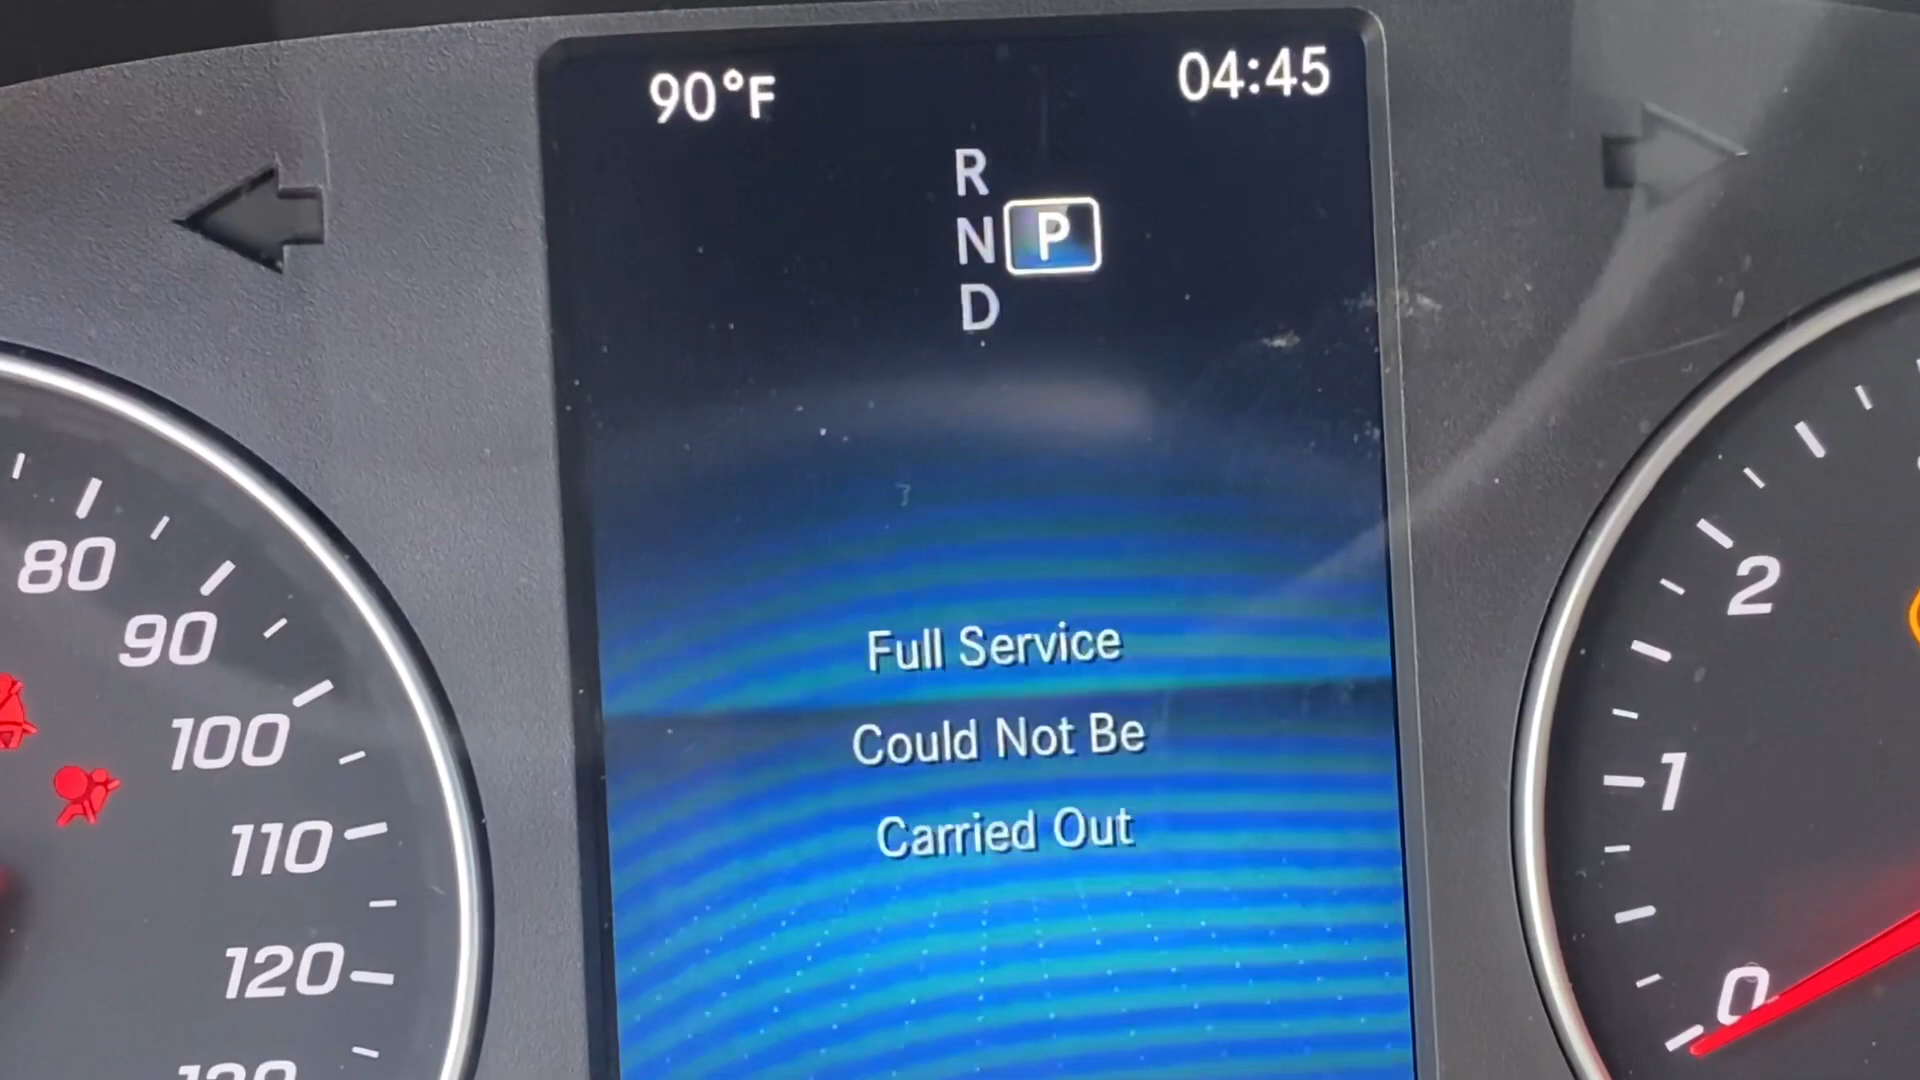 90°F 04:45
R
N P
D
Full Service
Could Not Be
Carried Out
80
90
100
110
120
2
1
0